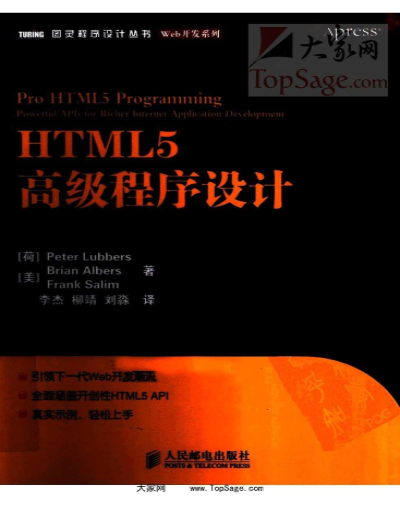 TURING 图灵程序设计丛书 Web开发系列
Apress
大家网
TopSage.com
Pro HTML5 Programming
Powerful APIs for Richer Internet Application Development
HTML5
高级程序设计
[荷] Peter Lubbers
[美] Brian Albers 著
Frank Salim
李杰 柳靖 刘淼 译
引领下一代Web开发潮流
全面涵盖开创性HTML5 API
真实示例、轻松上手
人民邮电出版社
POSTS & TELECOM PRESS
大家网 www.TopSage.com